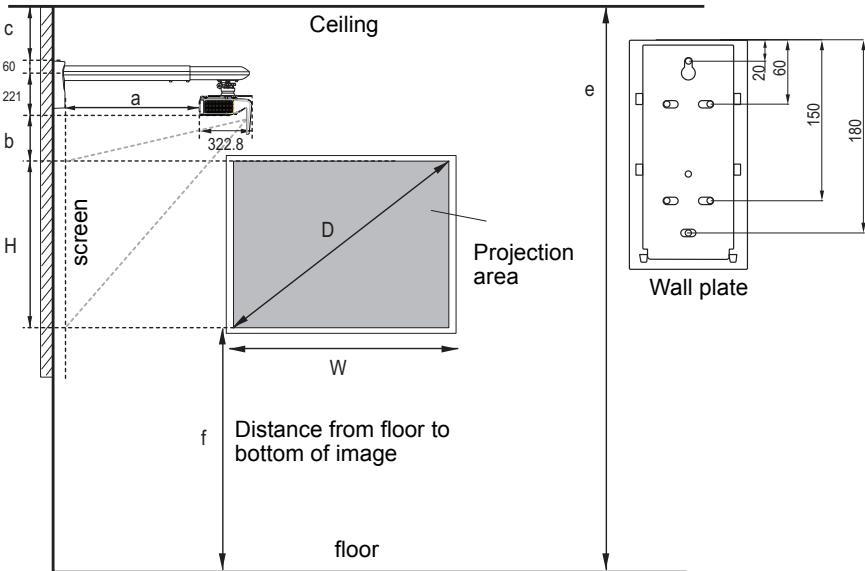 Ceiling
c
60
221
a
e
b
322.8
H
screen
D
Projection
area
W
f
Distance from floor to
bottom of image
floor
20
60
150
180
Wall plate